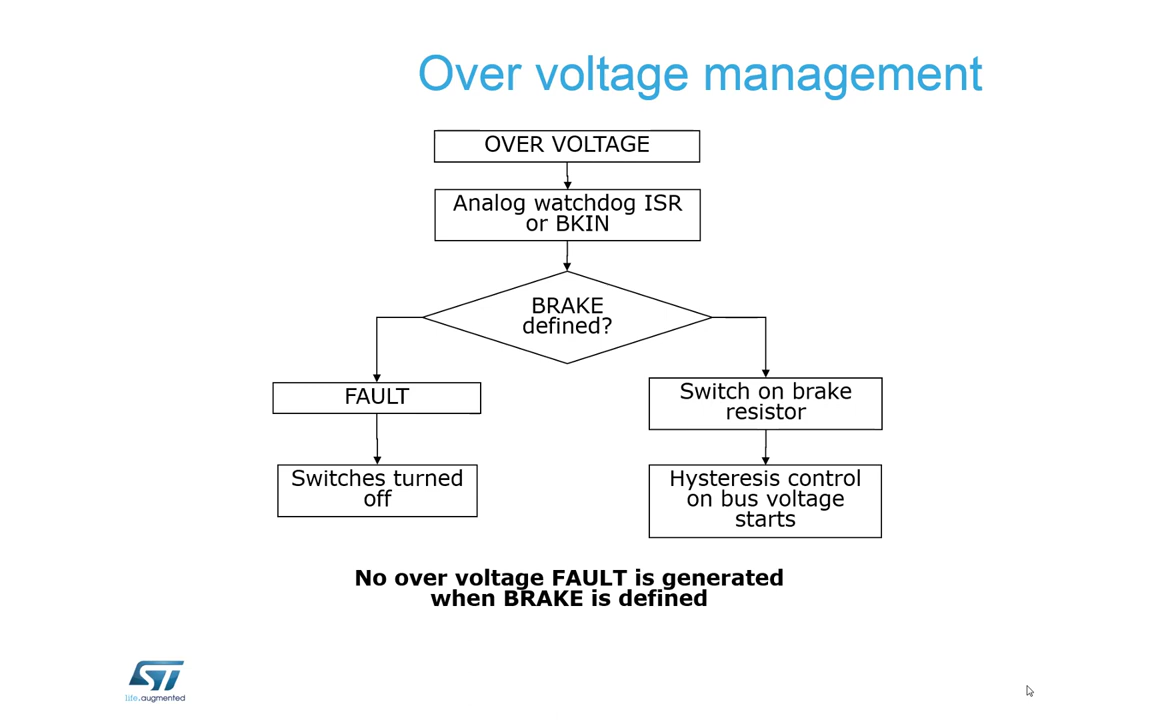 Over voltage management
OVER VOLTAGE
Analog watchdog ISR
or BKIN
BRAKE
defined?
FAULT
Switch on brake
resistor
Switches turned
off
Hysteresis control
on bus voltage
starts
No over voltage FAULT is generated
when BRAKE is defined
ST
life.augmented